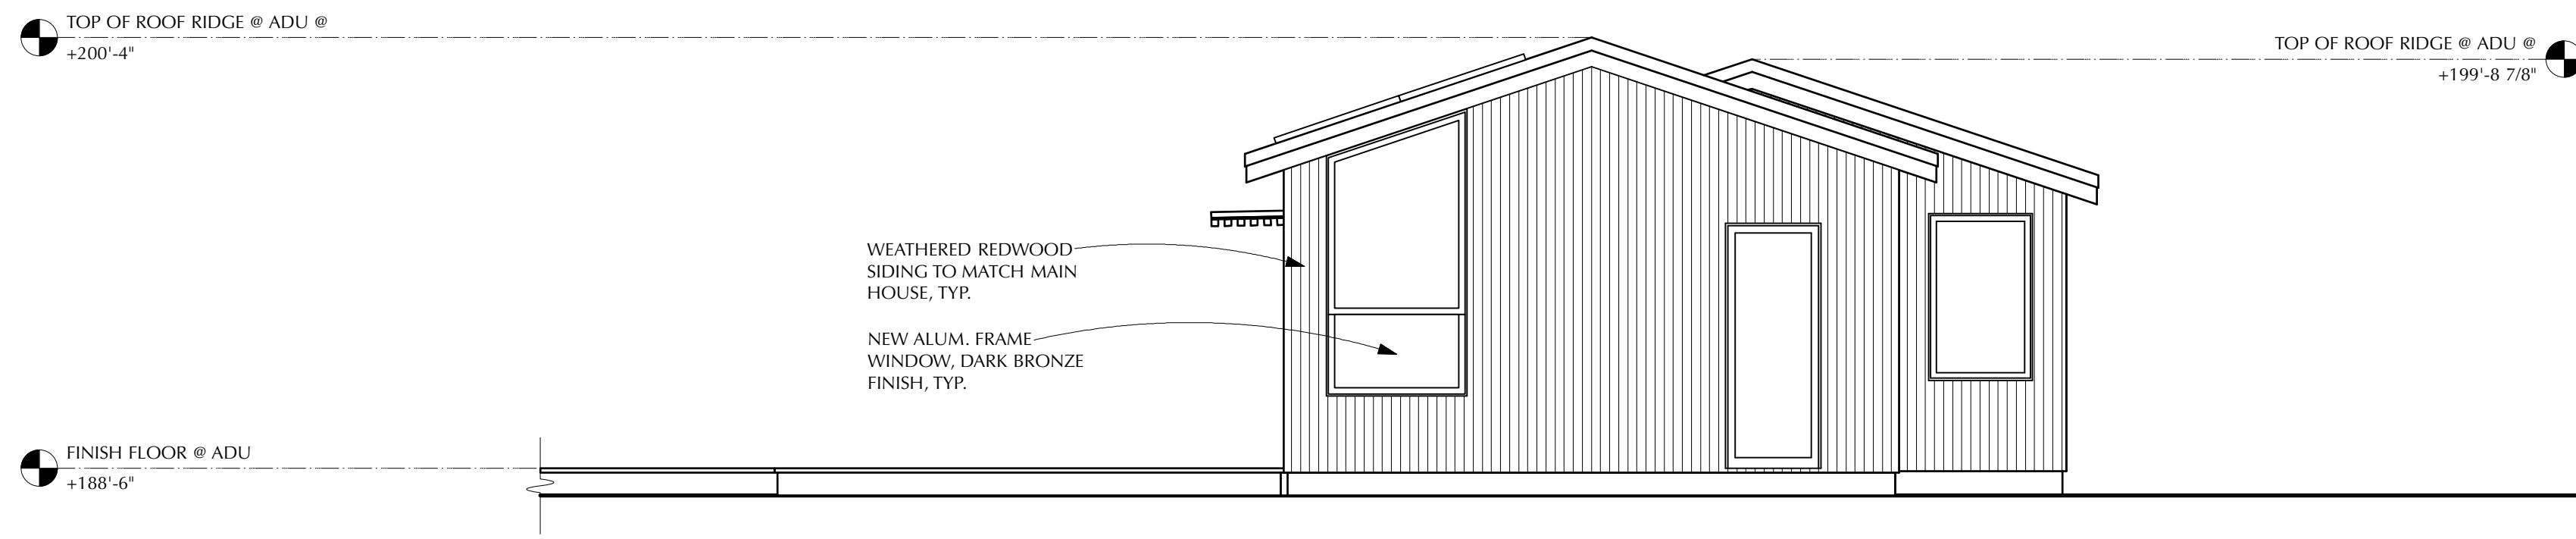 TOP OF ROOF RIDGE @ ADU @
+200'-4"
TOP OF ROOF RIDGE @ ADU @
+199'-8 7/8"
WEATHERED REDWOOD
SIDING TO MATCH MAIN
HOUSE, TYP.
NEW ALUM. FRAME
WINDOW, DARK BRONZE
FINISH, TYP.
FINISH FLOOR @ ADU
+188'-6"